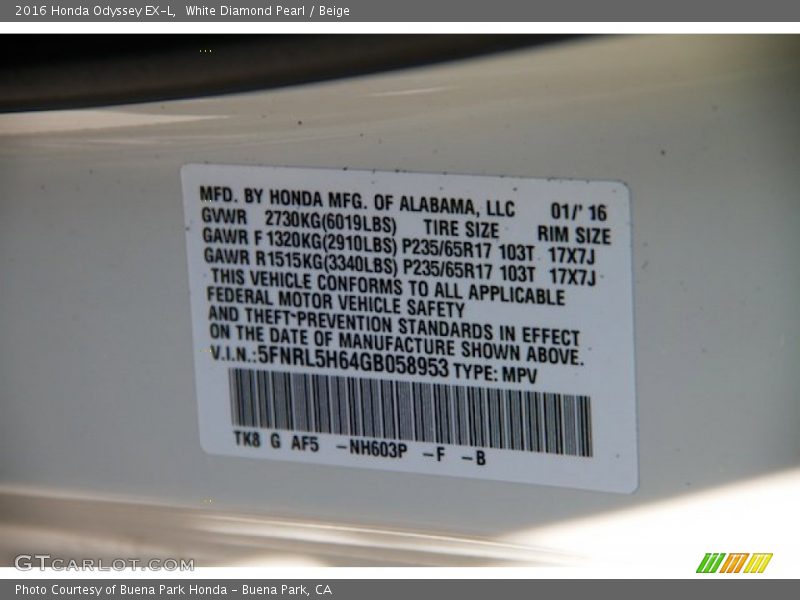 2016 Honda Odyssey EX-L,  White Diamond Pearl / Beige
MFD. BY HONDA MFG. OF ALABAMA, LLC 01/' 16
GVWR 2730KG(6019LBS) TIRE SIZE RIM SIZE
GAWR F 1320KG(2910LBS) P235/65R17 103T 17X7J
GAWR R1515KG(3340LBS) P235/65R17 103T 17X7J
THIS VEHICLE CONFORMS TO ALL APPLICABLE
FEDERAL MOTOR VEHICLE SAFETY
AND THEFT-PREVENTION STANDARDS IN EFFECT
ON THE DATE OF MANUFACTURE SHOWN ABOVE.
V.I.N.:5FNRL5H64GB058953 TYPE: MPV
TK8 G AF5 -NH603P -F -B
GTCARLOT.COM
Photo Courtesy of Buena Park Honda - Buena Park, CA